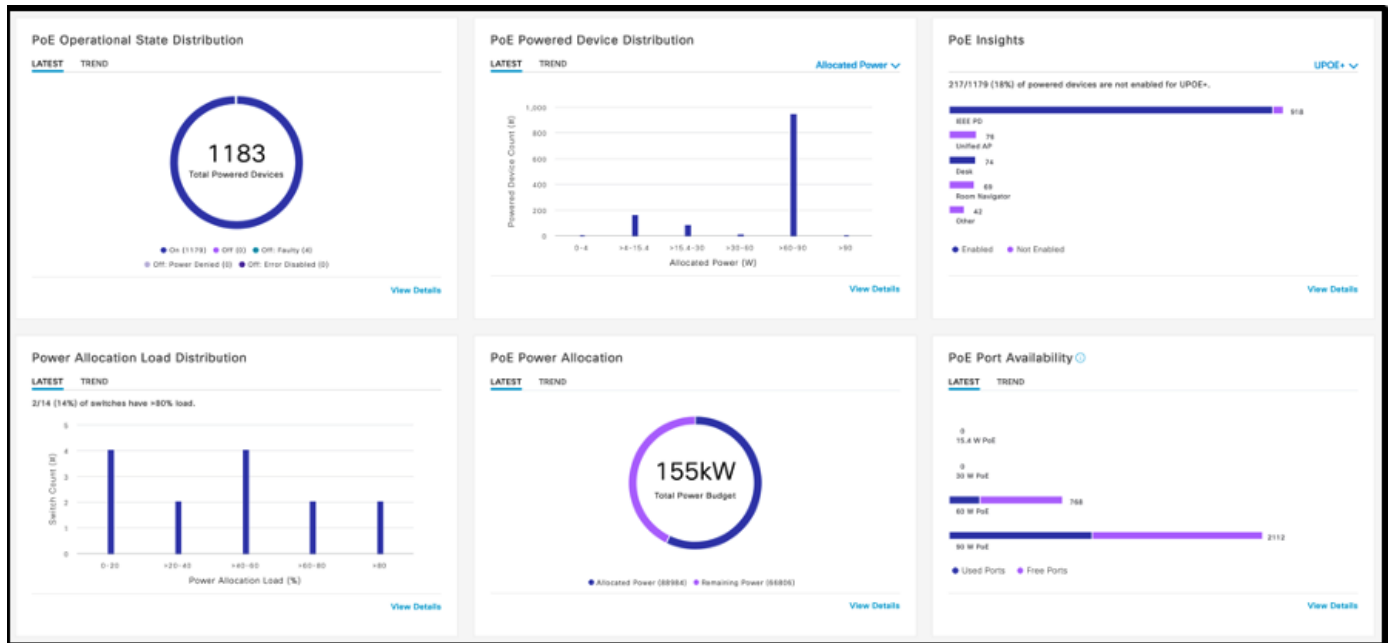 PoE Operational State Distribution
LATEST TREND
1183
Total Powered Devices
On (1179) Off (0) Off: Faulty (4)
Off: Power Denied (0) Off: Error Disabled (0)
View Details
PoE Powered Device Distribution
LATEST TREND
Allocated Power
Powered Device Count (#)
1,000
800
600
400
200
0
0-4 >4-15.4 >15.4-30 >30-60 >60-90 >90
Allocated Power (W)
View Details
PoE Insights
UPOE+
217/1179 (18%) of powered devices are not enabled for UPOE+.
918
IEEE PD
76
Unified AP
74
Desk
69
Room Navigator
42
Other
Enabled Not Enabled
View Details
Power Allocation Load Distribution
LATEST TREND
2/14 (14%) of switches have >80% load.
Switch Count (#)
5
4
3
2
1
0
0-20 >20-40 >40-60 >60-80 >80
Power Allocation Load (%)
View Details
PoE Power Allocation
LATEST TREND
155kW
Total Power Budget
Allocated Power (88984) Remaining Power (66806)
View Details
PoE Port Availability
LATEST TREND
0
15.4 W PoE
0
30 W PoE
768
60 W PoE
2112
90 W PoE
Used Ports Free Ports
View Details